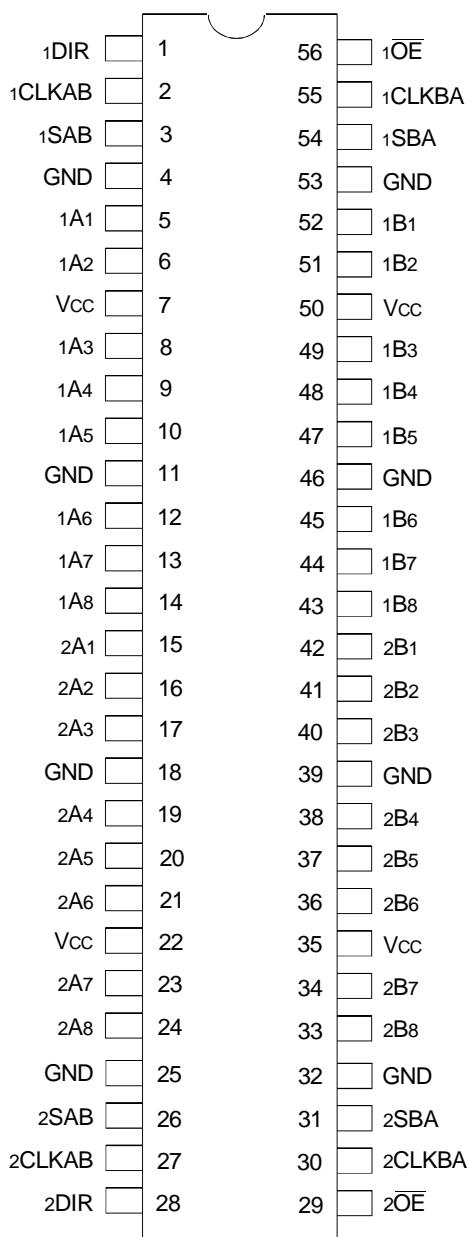 1DIR 1 56 1O̅E̅
1CLKAB 2 55 1CLKBA
1SAB 3 54 1SBA
GND 4 53 GND
1A1 5 52 1B1
1A2 6 51 1B2
VCC 7 50 VCC
1A3 8 49 1B3
1A4 9 48 1B4
1A5 10 47 1B5
GND 11 46 GND
1A6 12 45 1B6
1A7 13 44 1B7
1A8 14 43 1B8
2A1 15 42 2B1
2A2 16 41 2B2
2A3 17 40 2B3
GND 18 39 GND
2A4 19 38 2B4
2A5 20 37 2B5
2A6 21 36 2B6
VCC 22 35 VCC
2A7 23 34 2B7
2A8 24 33 2B8
GND 25 32 GND
2SAB 26 31 2SBA
2CLKAB 27 30 2CLKBA
2DIR 28 29 2O̅E̅